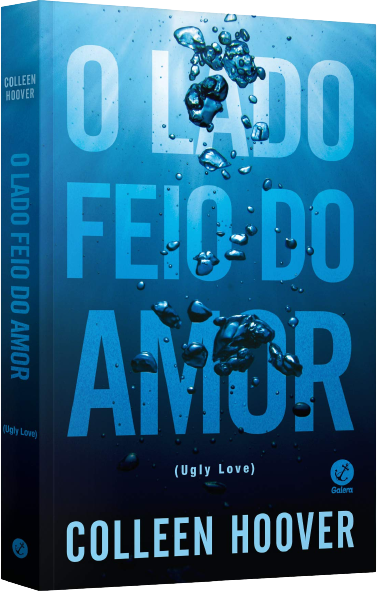 COLLEEN
HOOVER
O LADO FEIO DO AMOR
(Ugly Love)
O LADO
FEIO DO
AMOR
(Ugly Love)
Galera
COLLEEN HOOVER